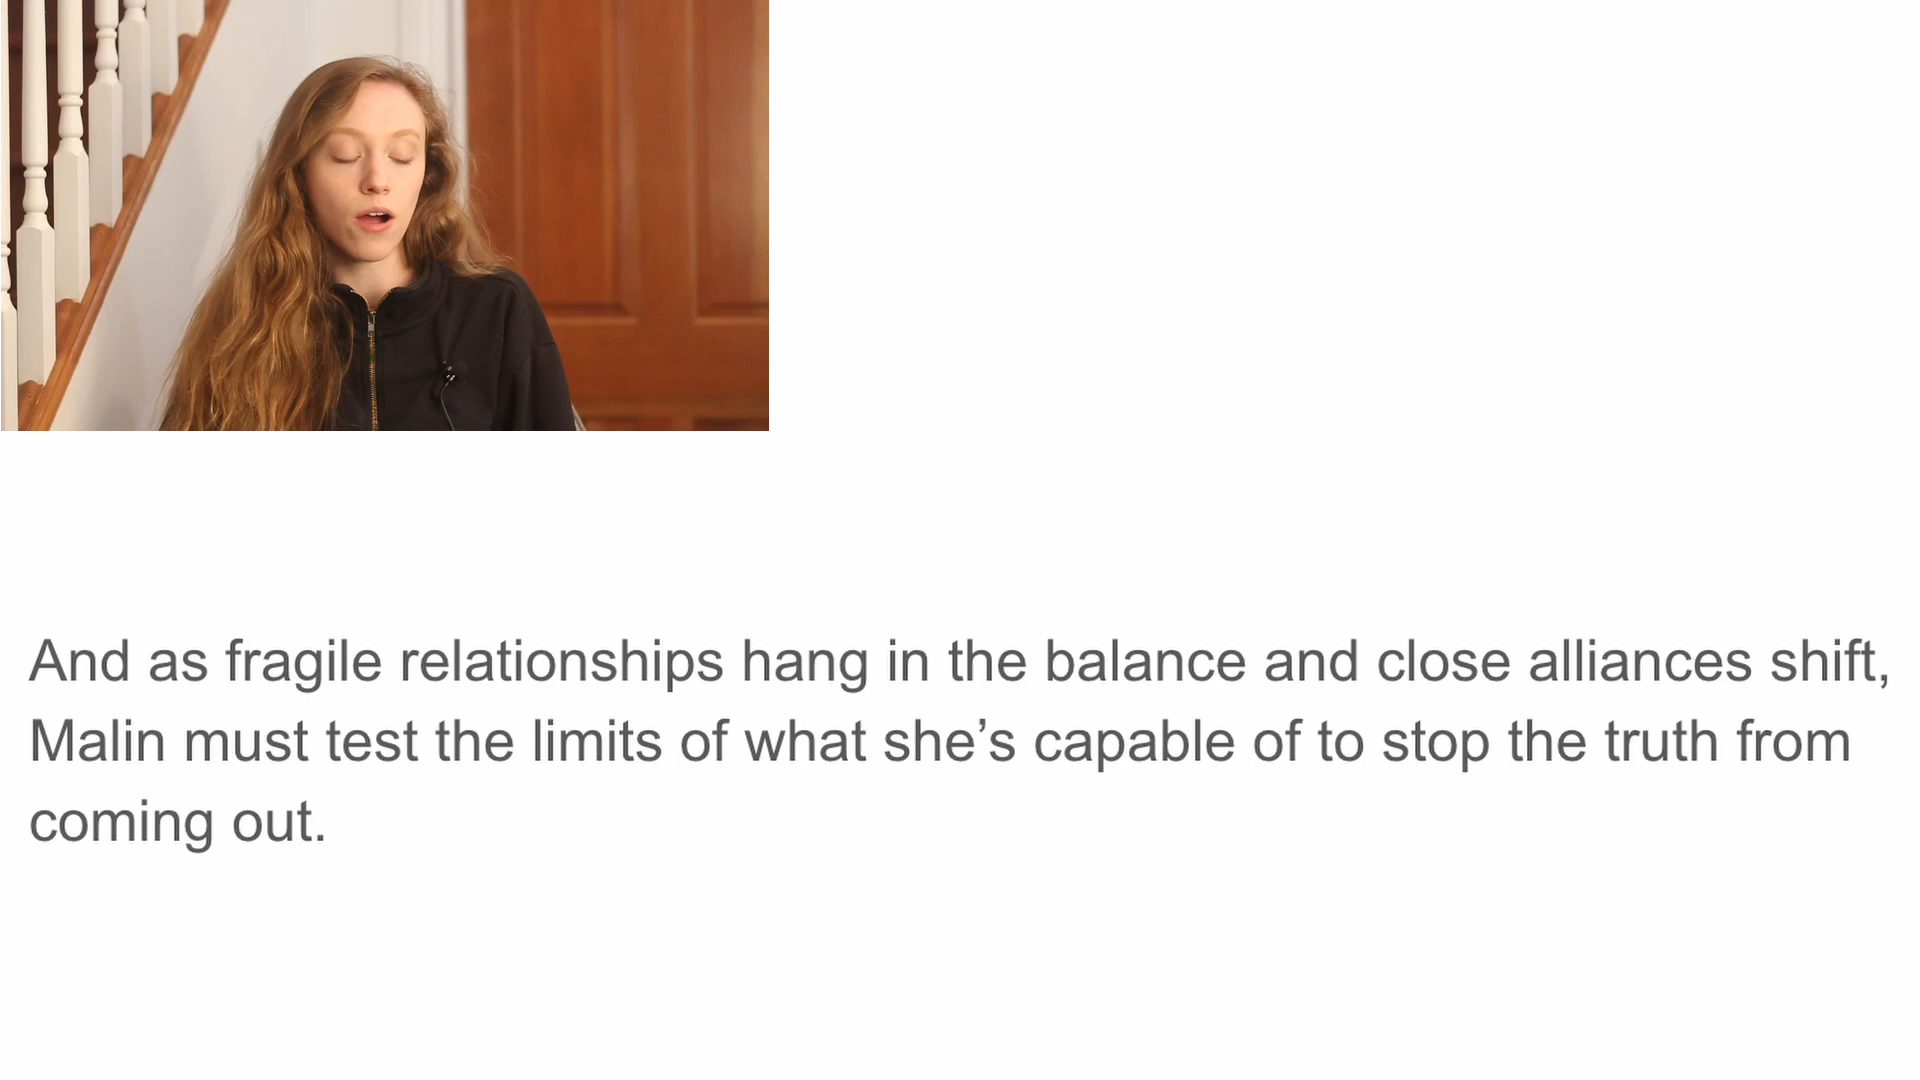 And as fragile relationships hang in the balance and close alliances shift,
Malin must test the limits of what she’s capable of to stop the truth from
coming out.